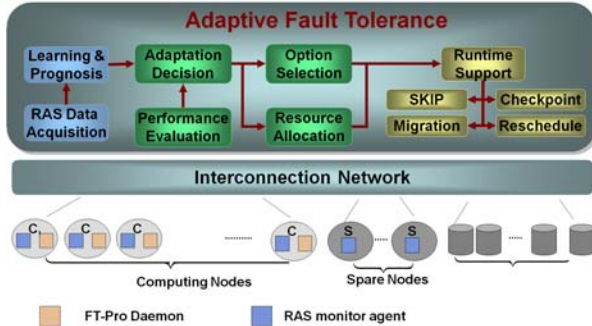 Adaptive Fault Tolerance
Learning &
Prognosis
Adaptation
Decision
Option
Selection
Runtime
Support
RAS Data
Acquisition
Performance
Evaluation
Resource
Allocation
SKIP
Checkpoint
Migration
Reschedule
Interconnection Network
C
C
C
.........
C
S
.....
S
.....
Computing Nodes
Spare Nodes
FT-Pro Daemon
RAS monitor agent